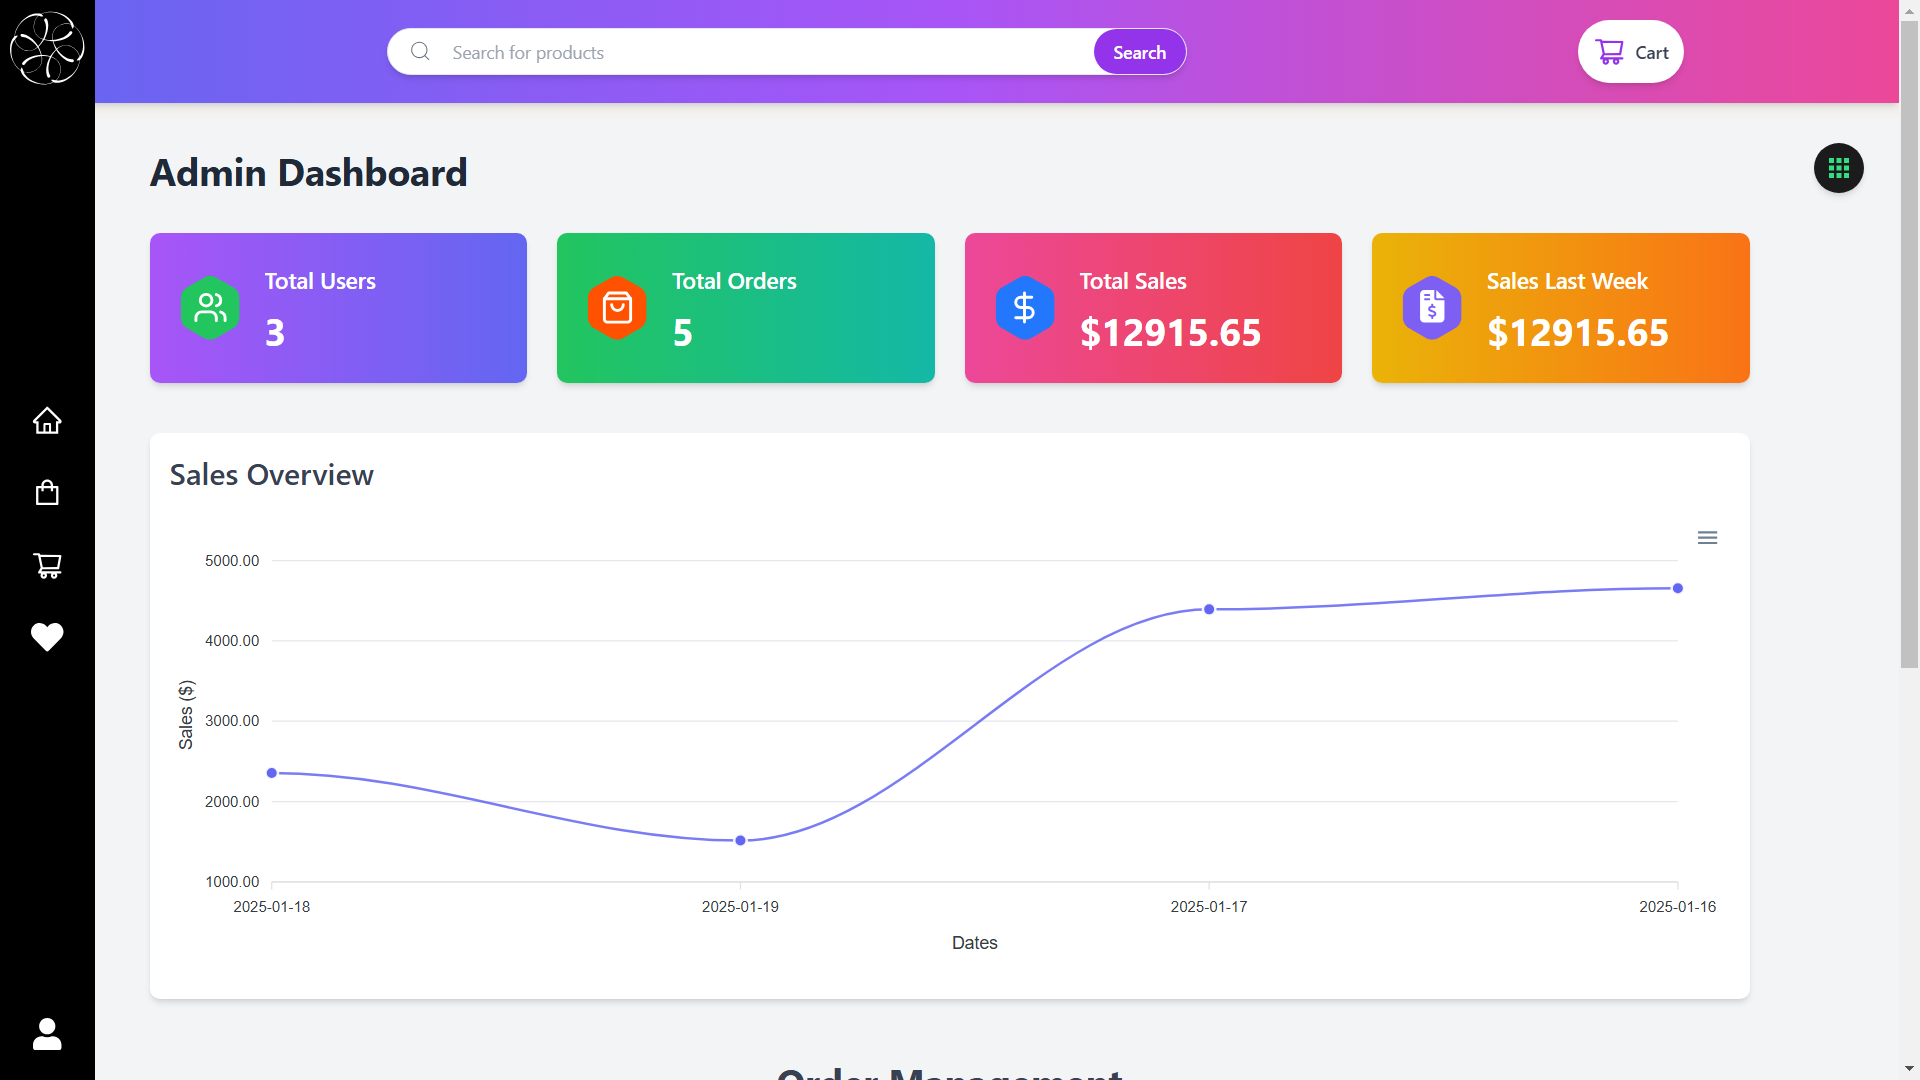 Search for products
Search
Cart
Admin Dashboard
Total Users
3
Total Orders
5
Total Sales
$12915.65
Sales Last Week
$12915.65
Sales Overview
5000.00
4000.00
3000.00
2000.00
1000.00
Sales ($)
2025-01-18
2025-01-19
2025-01-17
2025-01-16
Dates
Order Management